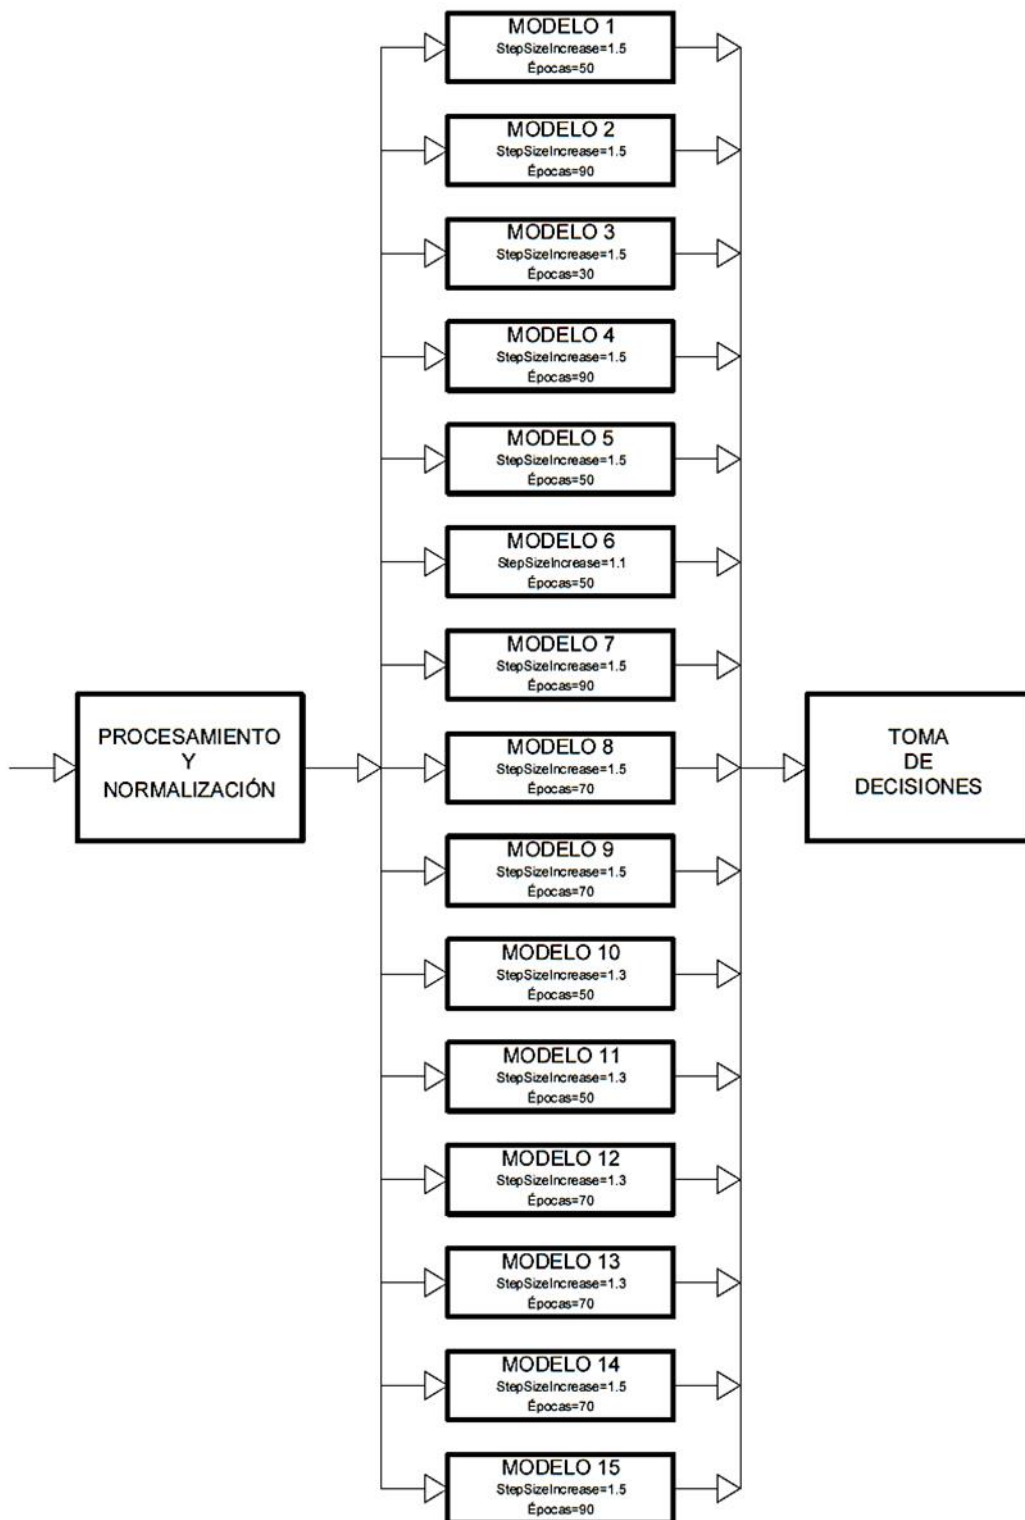 MODELO 1
StepSizeIncrease=1.5
Épocas=50
MODELO 2
StepSizeIncrease=1.5
Épocas=90
MODELO 3
StepSizeIncrease=1.5
Épocas=30
MODELO 4
StepSizeIncrease=1.5
Épocas=90
MODELO 5
StepSizeIncrease=1.5
Épocas=50
MODELO 6
StepSizeIncrease=1.1
Épocas=50
MODELO 7
StepSizeIncrease=1.5
Épocas=90
PROCESAMIENTO
Y
NORMALIZACIÓN
MODELO 8
StepSizeIncrease=1.5
Épocas=70
TOMA
DE
DECISIONES
MODELO 9
StepSizeIncrease=1.5
Épocas=70
MODELO 10
StepSizeIncrease=1.3
Épocas=50
MODELO 11
StepSizeIncrease=1.3
Épocas=50
MODELO 12
StepSizeIncrease=1.3
Épocas=70
MODELO 13
StepSizeIncrease=1.3
Épocas=70
MODELO 14
StepSizeIncrease=1.5
Épocas=70
MODELO 15
StepSizeIncrease=1.5
Épocas=90